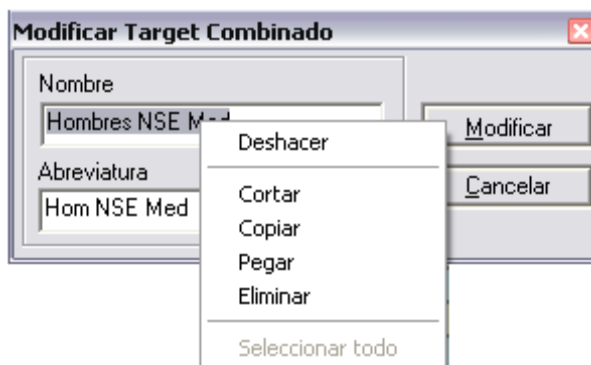 Modificar Target Combinado
Nombre
Hombres NSE Med
Deshacer
Modificar
Abreviatura
Cortar
Cancelar
Hom NSE Med
Copiar
Pegar
Eliminar
Seleccionar todo